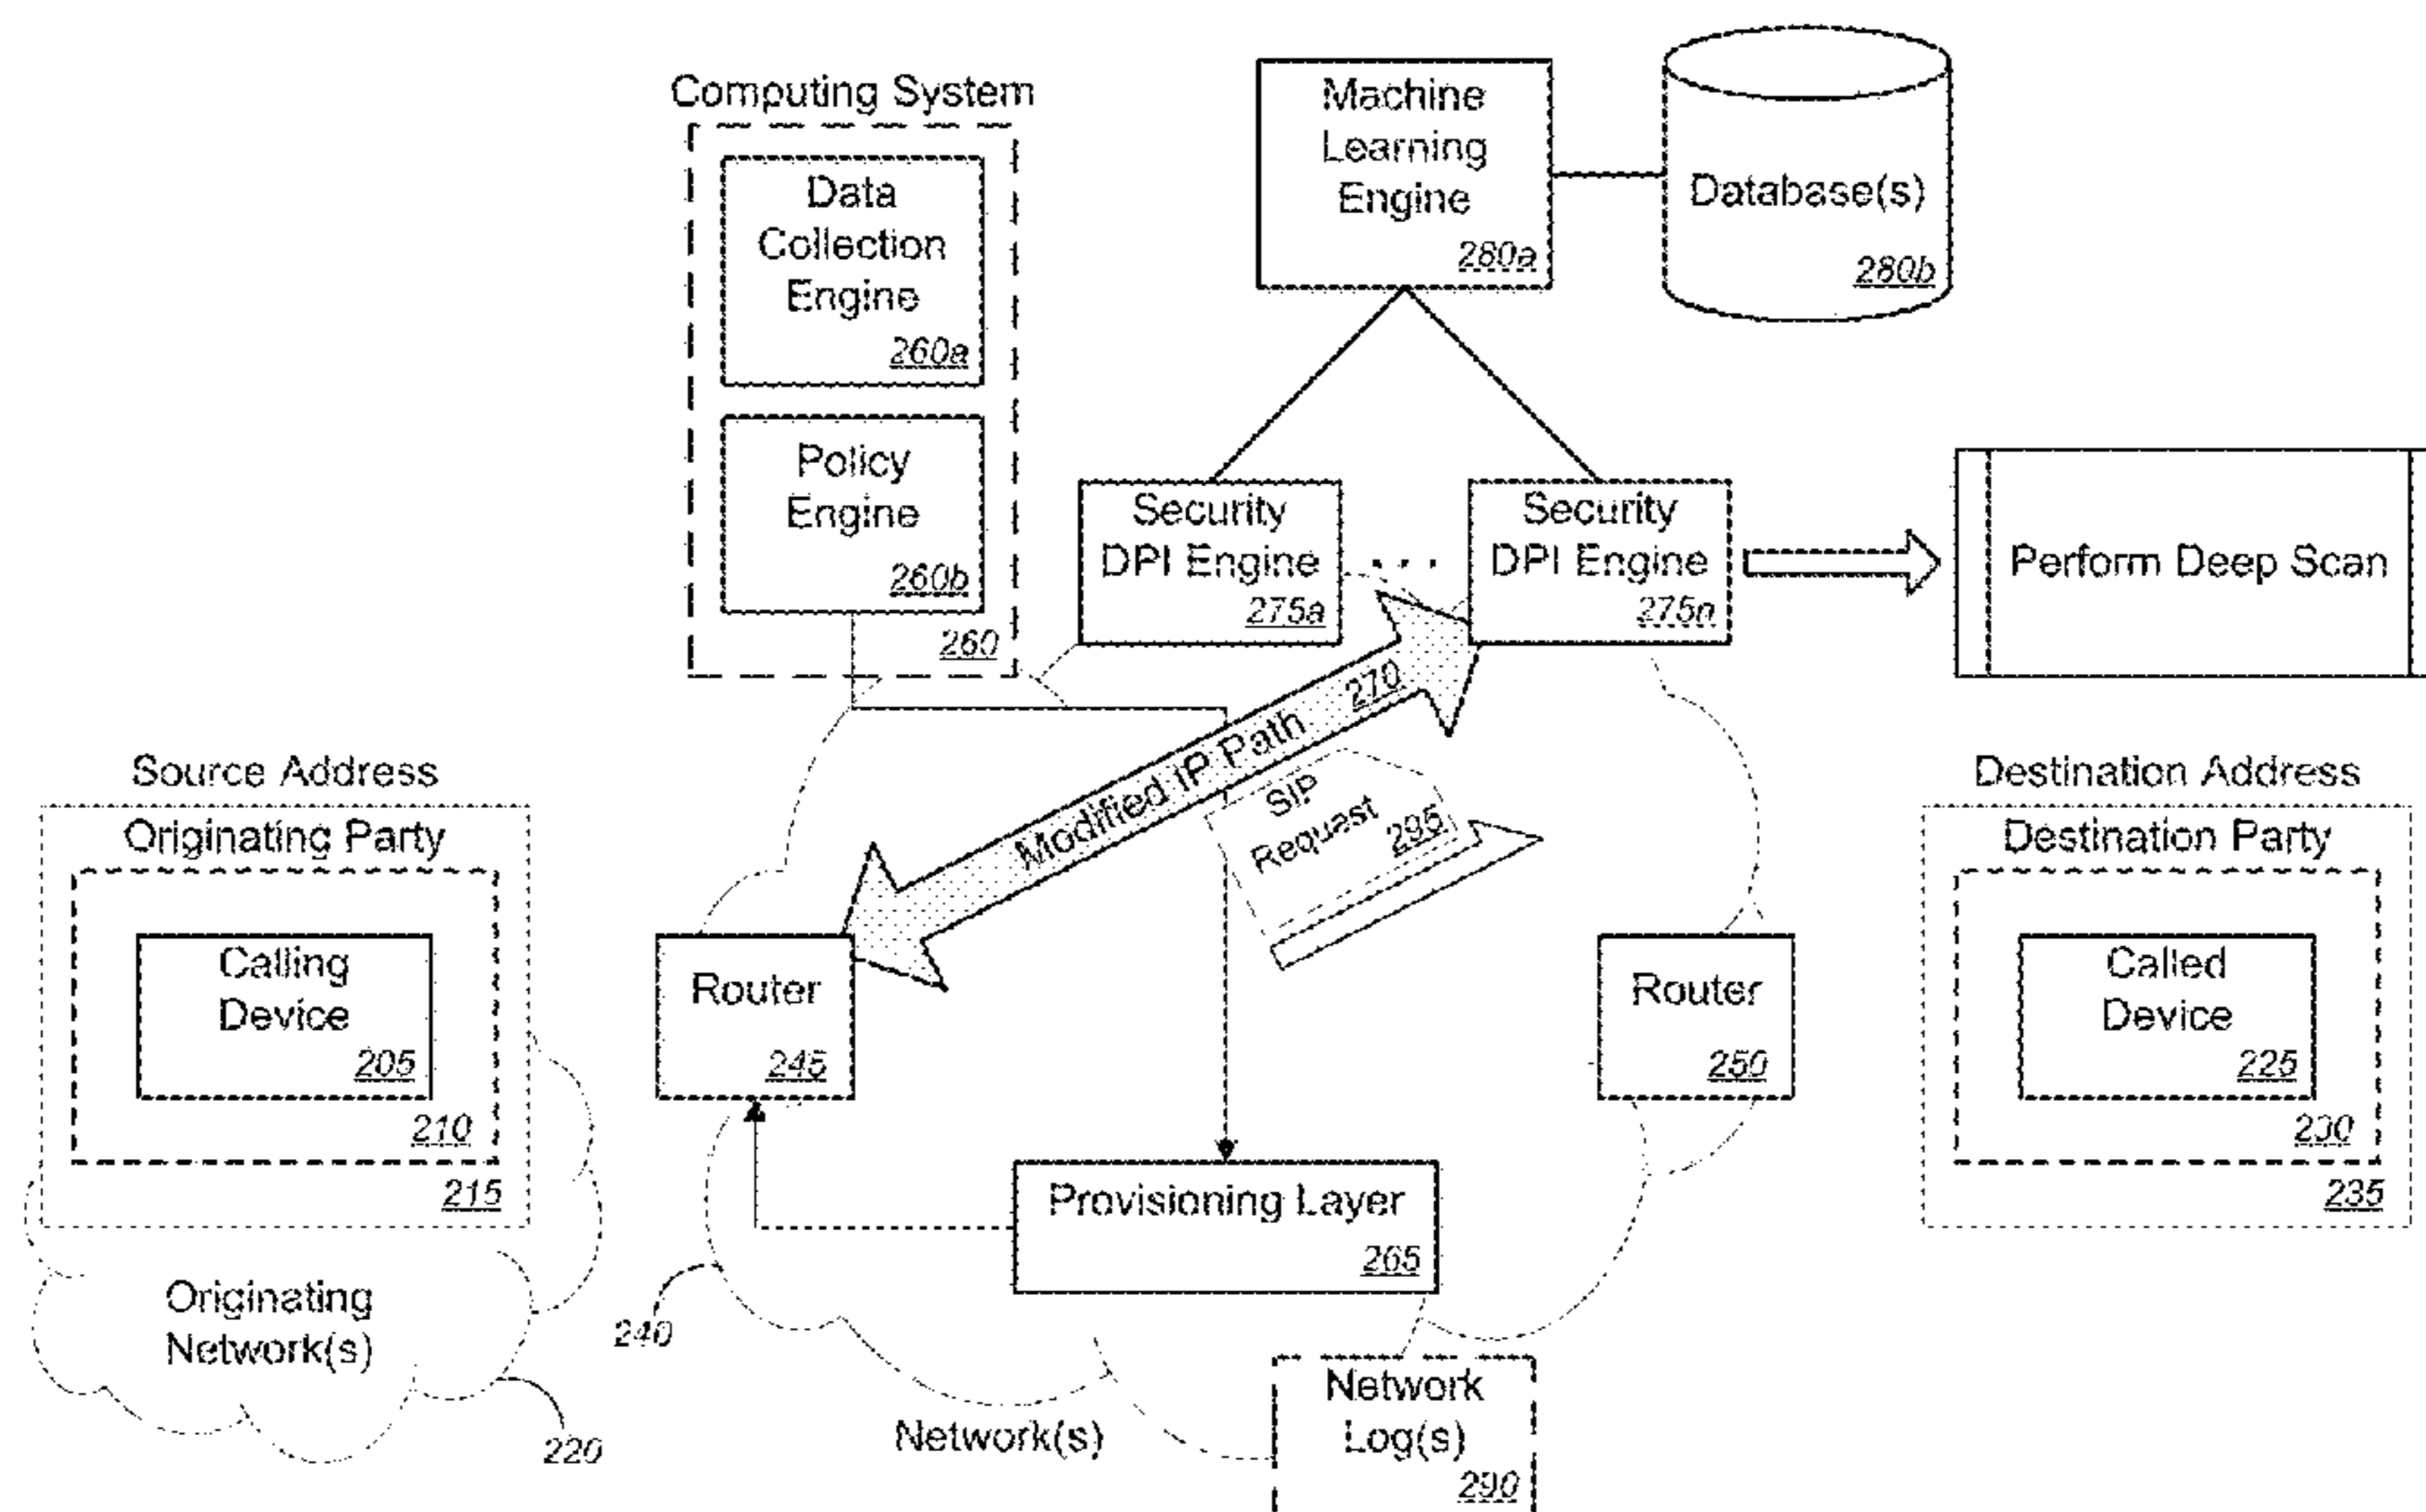 Computing System
Data
Collection
Engine
260a
Policy
Engine
260b
260
Machine
Learning
Engine
280a
Database(s)
280b
Security
DPI Engine
275a
...
Security
DPI Engine
275n
Perform Deep Scan
Modified IP Path 270
SIP
Request 295
Source Address
Originating Party
Calling
Device
205
210
215
Originating
Network(s)
220
Router
245
Router
250
Provisioning Layer
265
240
Network(s)
Network
Log(s)
290
Destination Address
Destination Party
Called
Device
225
230
235